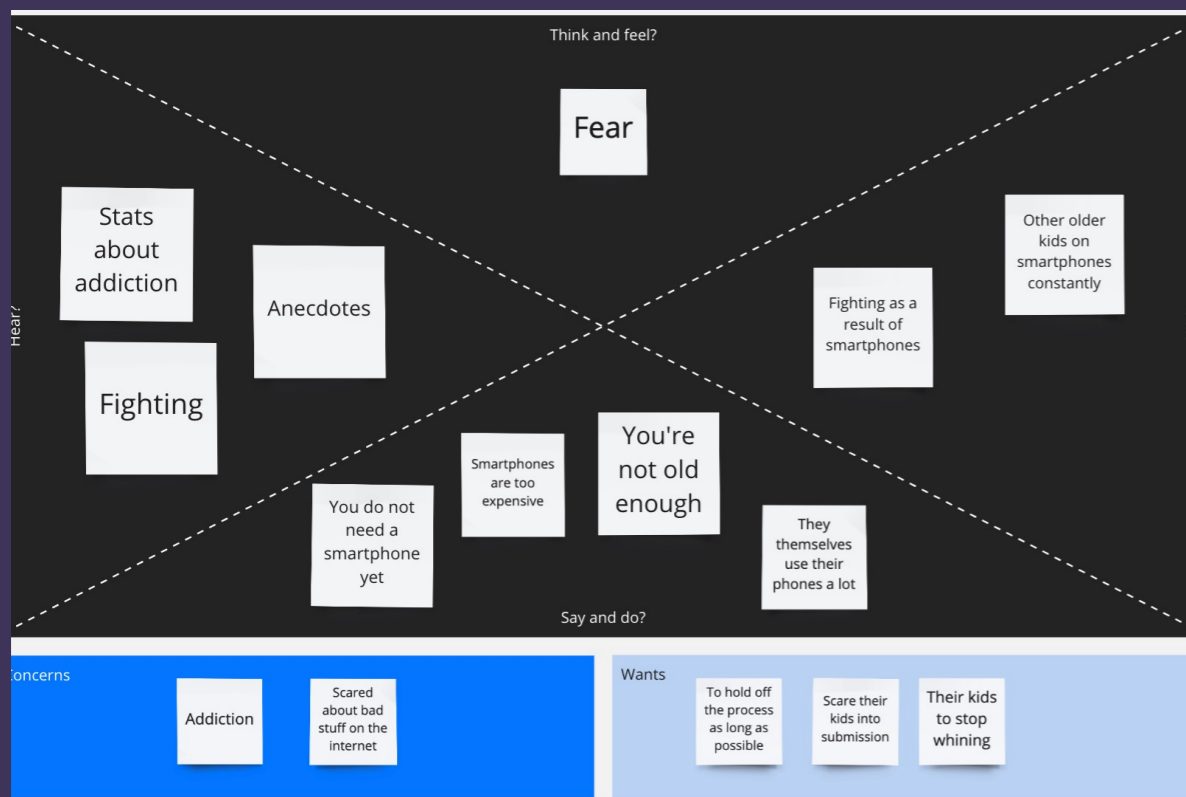 Think and feel?
Fear
Stats
about
addiction
Anecdotes
Hear?
Fighting
Other older
kids on
smartphones
constantly
Fighting as a
result of
smartphones
You do not
need a
smartphone
yet
Smartphones
are too
expensive
You're
not old
enough
They
themselves
use their
phones a lot
Say and do?
Concerns
Addiction
Scared
about bad
stuff on the
internet
Wants
To hold off
the process
as long as
possible
Scare their
kids into
submission
Their kids
to stop
whining